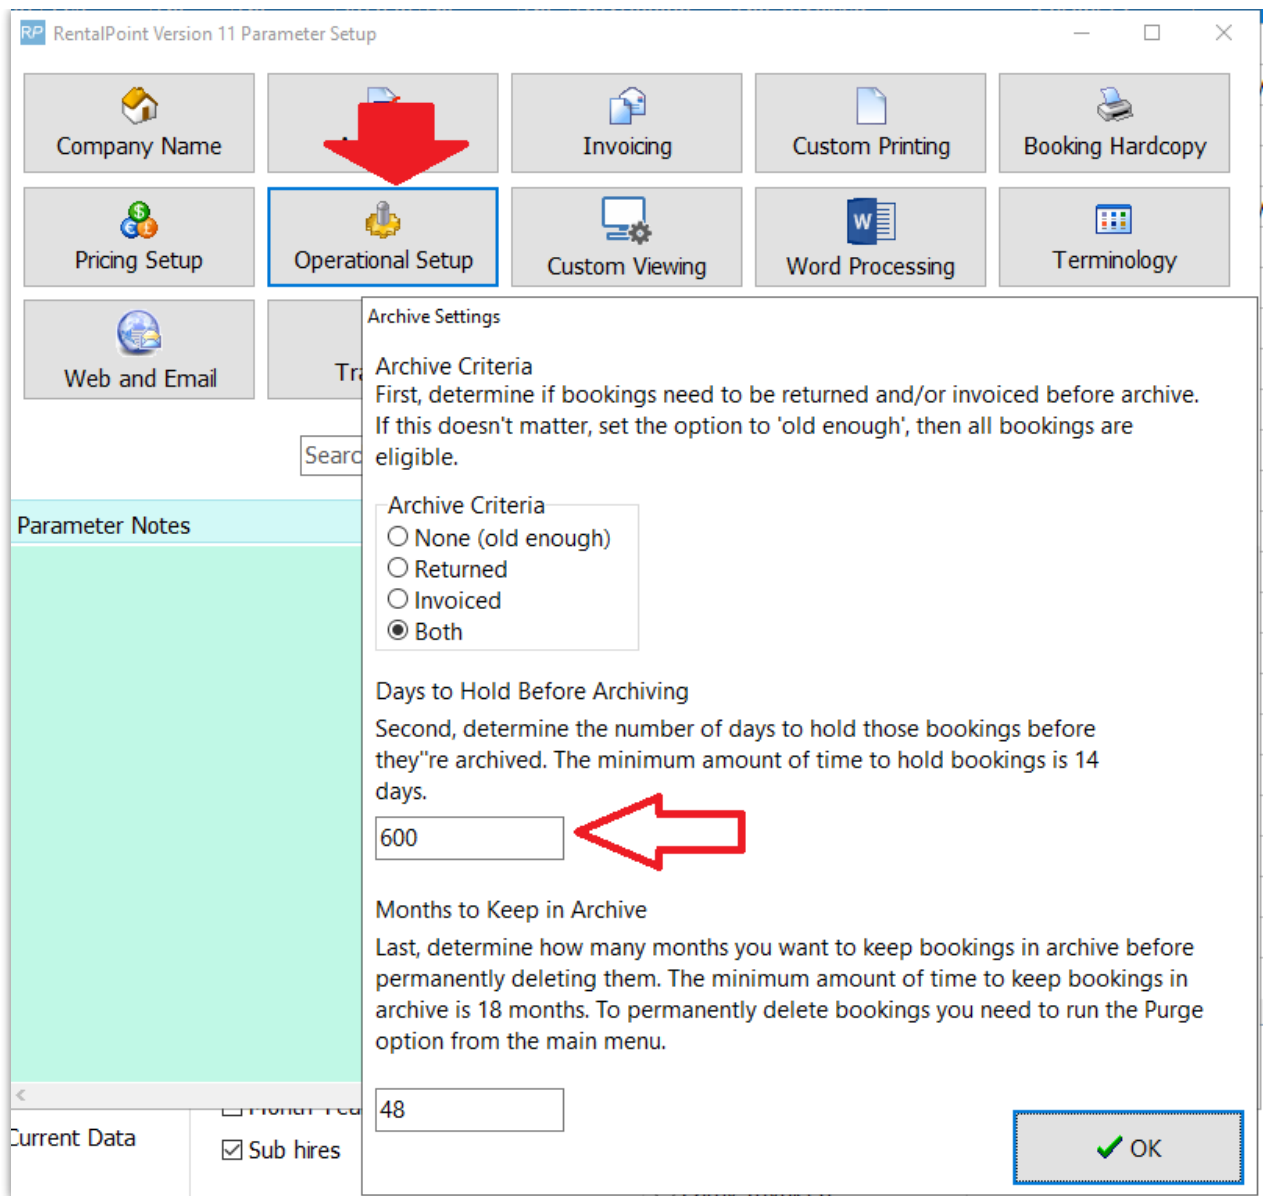 RP RentalPoint Version 11 Parameter Setup
Company Name
Invoicing
Custom Printing
Booking Hardcopy
Pricing Setup
Operational Setup
Custom Viewing
W
Word Processing
Terminology
Web and Email
Archive Settings
Archive Criteria
First, determine if bookings need to be returned and/or invoiced before archive.
If this doesn't matter, set the option to 'old enough', then all bookings are
eligible.
Archive Criteria
None (old enough)
Returned
Invoiced
Both
Parameter Notes
Days to Hold Before Archiving
Second, determine the number of days to hold those bookings before
they"re archived. The minimum amount of time to hold bookings is 14
days.
600
Months to Keep in Archive
Last, determine how many months you want to keep bookings in archive before
permanently deleting them. The minimum amount of time to keep bookings in
archive is 18 months. To permanently delete bookings you need to run the Purge
option from the main menu.
48
Current Data
Sub hires
OK